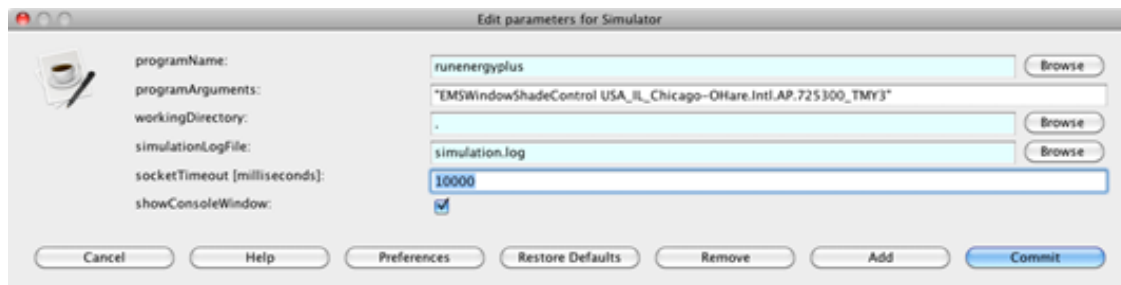 Edit parameters for Simulator
programName: runenergyplus Browse
programArguments: "EMSWindowShadeControl USA_IL_Chicago-OHare.Intl.AP.725300_TMY3"
workingDirectory: . Browse
simulationLogFile: simulation.log Browse
socketTimeout [milliseconds]: 10000
showConsoleWindow:
Cancel Help Preferences Restore Defaults Remove Add Commit